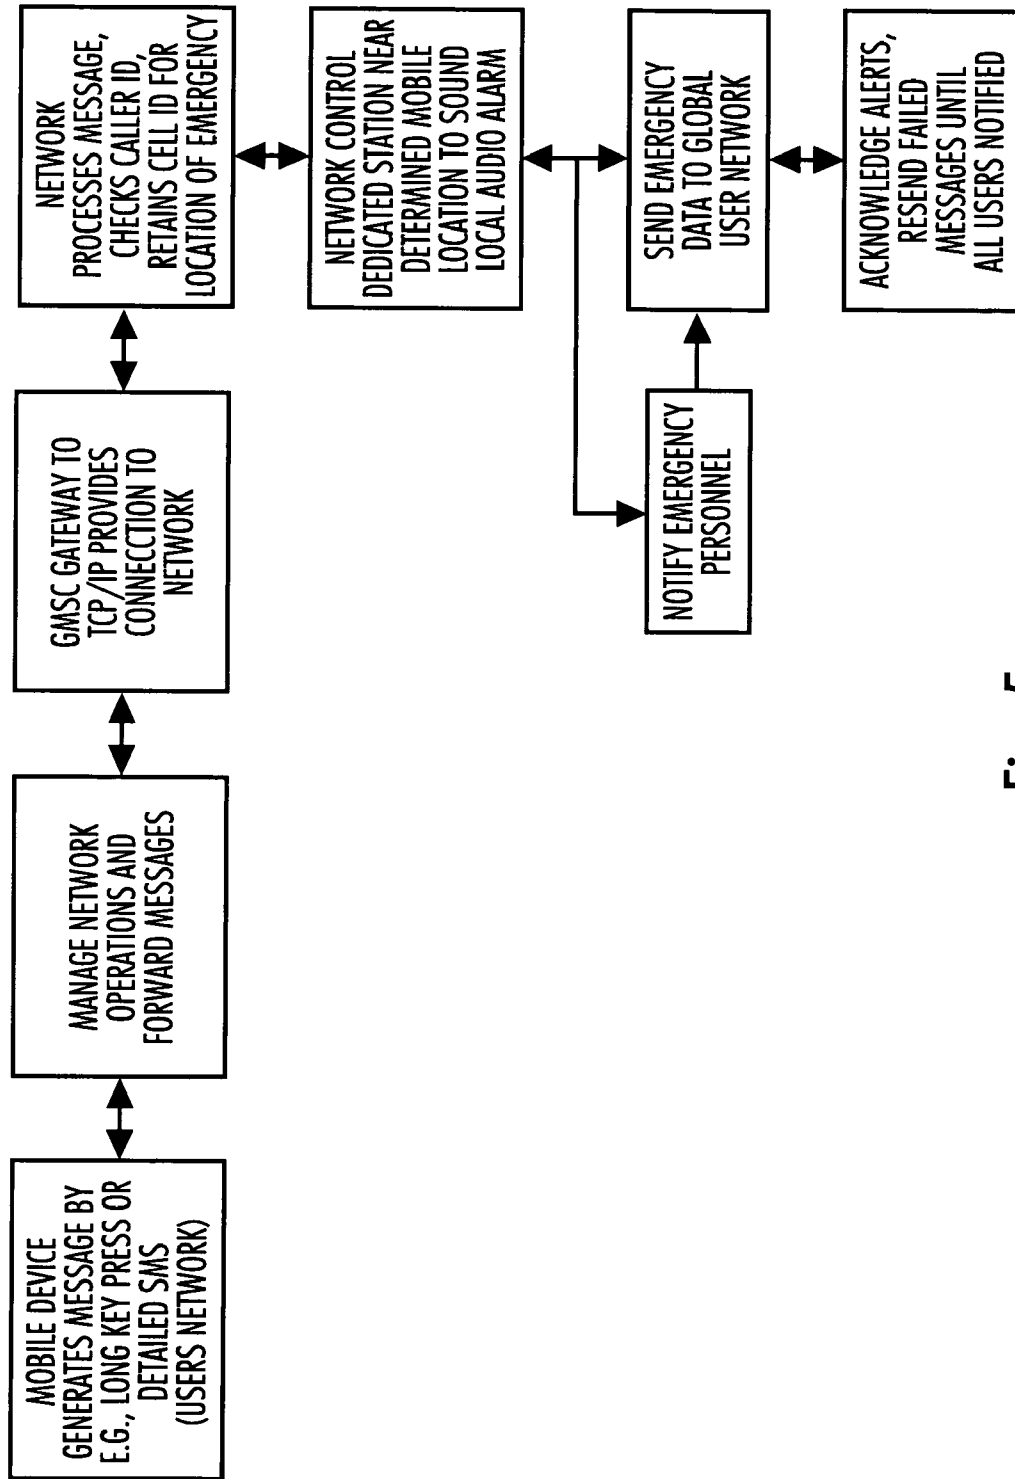 MOBILE DEVICE
GENERATES MESSAGE BY
E.G., LONG KEY PRESS OR
DETAILED SMS
(USERS NETWORK)
MANAGE NETWORK
OPERATIONS AND
FORWARD MESSAGES
GMSC GATEWAY TO
TCP/IP PROVIDES
CONNECCTION TO
NETWORK
NETWORK
PROCESSES MESSAGE,
CHECKS CALLER ID,
RETAINS CELL ID FOR
LOCATION OF EMERGENCY
NETWORK CONTROL
DEDICATED STATION NEAR
DETERMINED MOBILE
LOCATION TO SOUND
LOCAL AUDIO ALARM
NOTIFY EMERGENCY
PERSONNEL
SEND EMERGENCY
DATA TO GLOBAL
USER NETWORK
ACKNOWLEDGE ALERTS,
RESEND FAILED
MESSAGES UNTIL
ALL USERS NOTIFIED